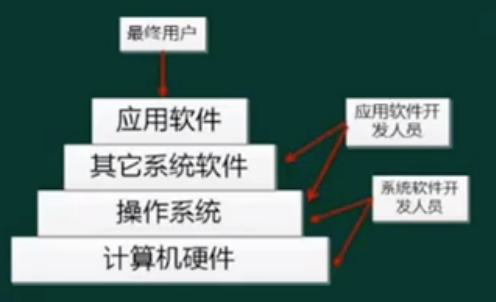 最终用户
应用软件
应用软件开
发人员
其它系统软件
系统软件开
发人员
操作系统
计算机硬件